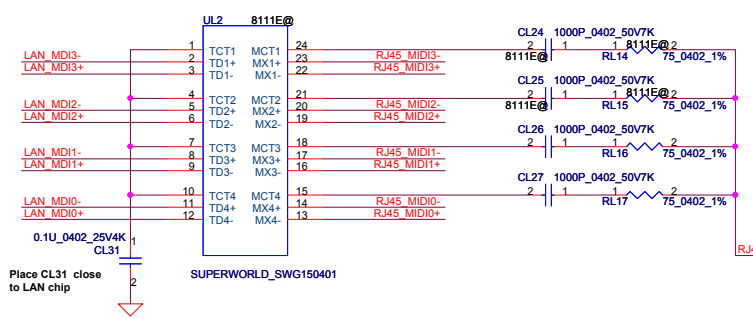 UL2 8111E@
LAN_MDI3-
LAN_MDI3+
1 TCT1 MCT1 24
2 TD1+ MX1+ 23 RJ45_MIDI3-
3 TD1- MX1- 22 RJ45_MIDI3+
CL24 1000P_0402_50V7K
2 1 1 8111E@ 2
8111E@ RL14 75_0402_1%
LAN_MDI2-
LAN_MDI2+
4 TCT2 MCT2 21
5 TD2+ MX2+ 20 RJ45_MIDI2-
6 TD2- MX2- 19 RJ45_MIDI2+
CL25 1000P_0402_50V7K
2 1 1 8111E@ 2
8111E@ RL15 75_0402_1%
LAN_MDI1-
LAN_MDI1+
7 TCT3 MCT3 18
8 TD3+ MX3+ 17 RJ45_MIDI1-
9 TD3- MX3- 16 RJ45_MIDI1+
CL26 1000P_0402_50V7K
2 1 1 2
RL16 75_0402_1%
LAN_MDI0-
LAN_MDI0+
10 TCT4 MCT4 15
11 TD4+ MX4+ 14 RJ45_MIDI0-
12 TD4- MX4- 13 RJ45_MIDI0+
CL27 1000P_0402_50V7K
2 1 1 2
RL17 75_0402_1%
0.1U_0402_25V4K
CL31
1
2
RJ4
SUPERWORLD_SWG150401
Place CL31 close
to LAN chip